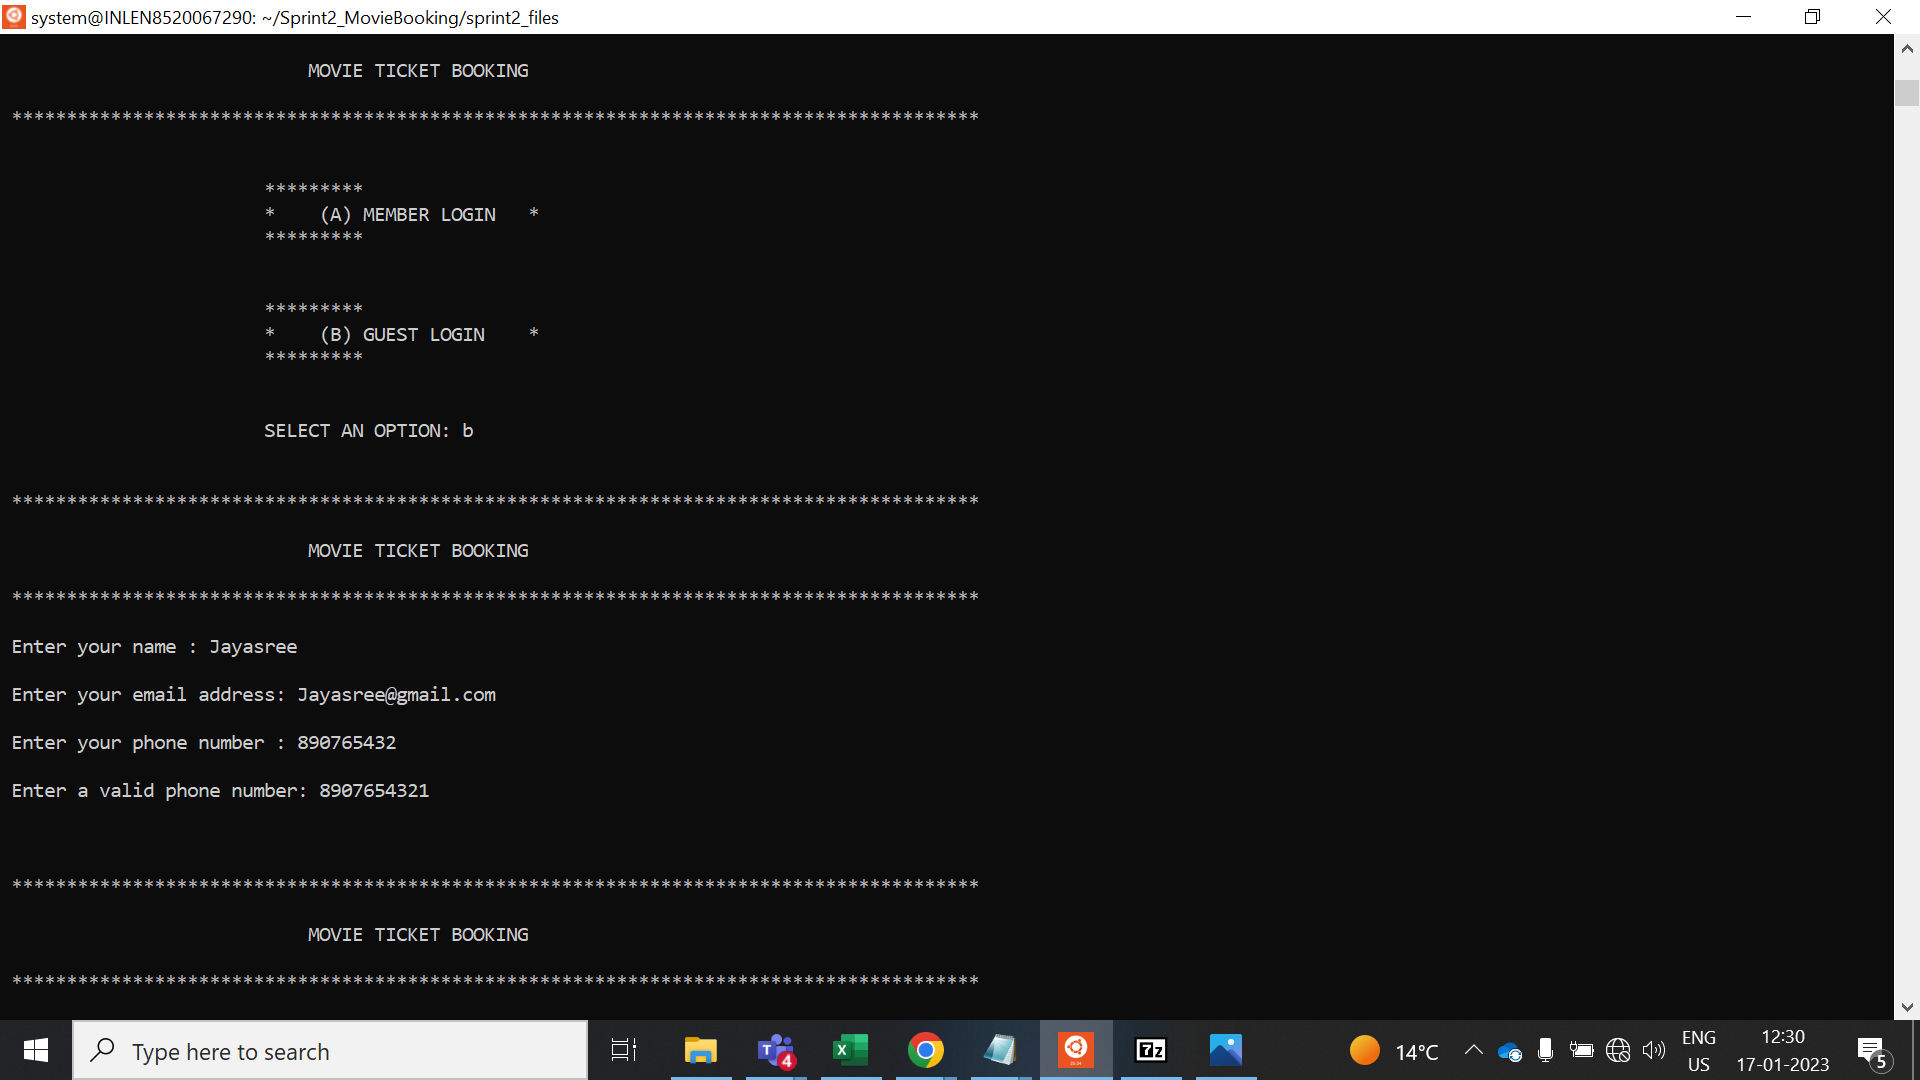 system@INLEN8520067290: ~/Sprint2_MovieBooking/sprint2_files
MOVIE TICKET BOOKING
****************************************************************************************
*********
* (A) MEMBER LOGIN *
*********
*********
* (B) GUEST LOGIN *
*********
SELECT AN OPTION: b
****************************************************************************************
MOVIE TICKET BOOKING
****************************************************************************************
Enter your name : Jayasree
Enter your email address: Jayasree@gmail.com
Enter your phone number : 890765432
Enter a valid phone number: 8907654321
****************************************************************************************
MOVIE TICKET BOOKING
****************************************************************************************
Type here to search
4
7z
14°C
ENG
US
12:30
17-01-2023
5